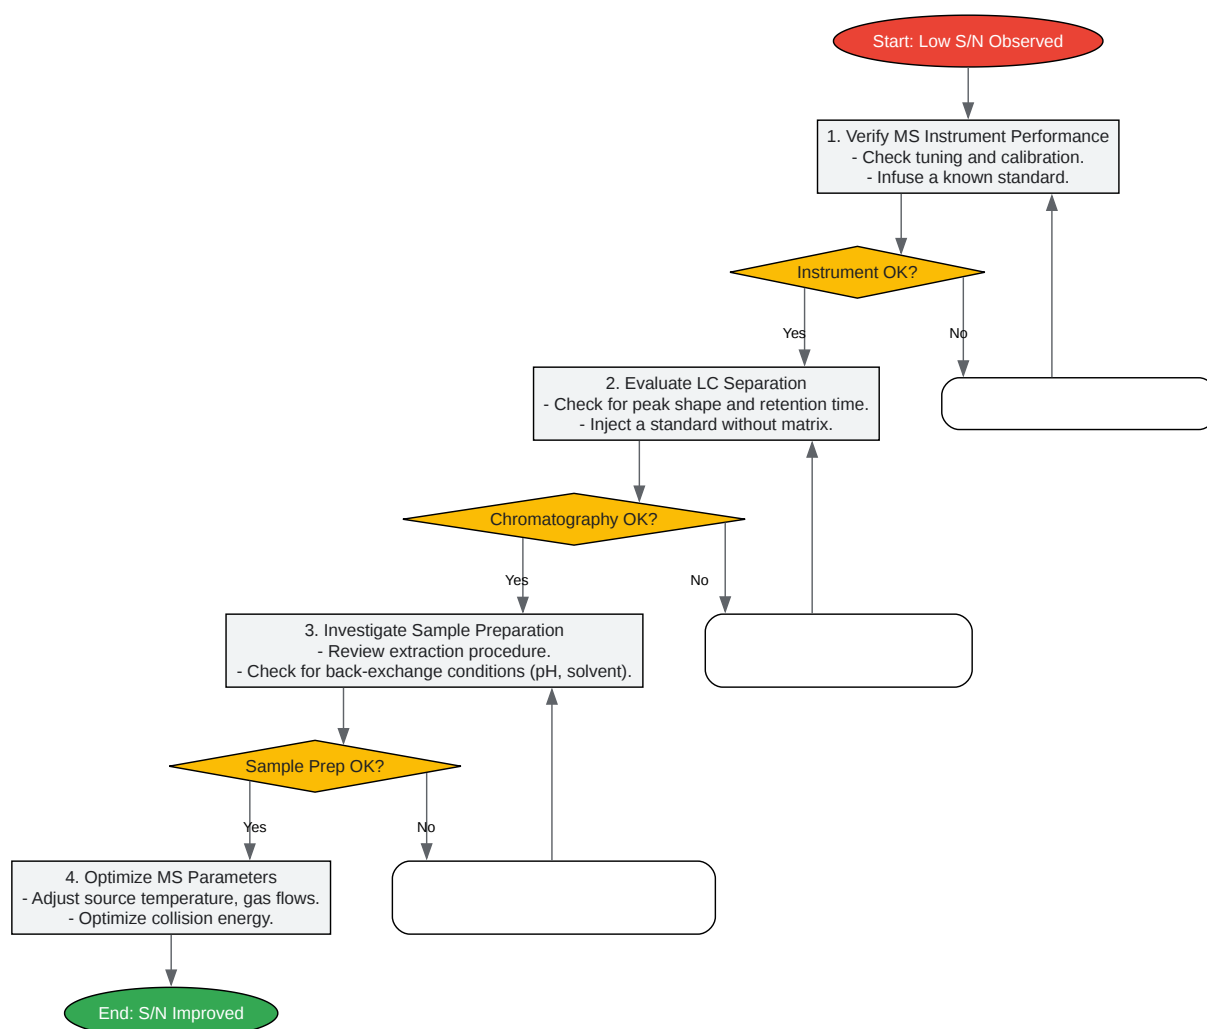 Start: Low S/N Observed
1. Verify MS Instrument Performance
- Check tuning and calibration.
- Infuse a known standard.
Instrument OK?
Yes
No
2. Evaluate LC Separation
- Check for peak shape and retention time.
- Inject a standard without matrix.
Chromatography OK?
Yes
No
3. Investigate Sample Preparation
- Review extraction procedure.
- Check for back-exchange conditions (pH, solvent).
Sample Prep OK?
Yes
No
4. Optimize MS Parameters
- Adjust source temperature, gas flows.
- Optimize collision energy.
End: S/N Improved